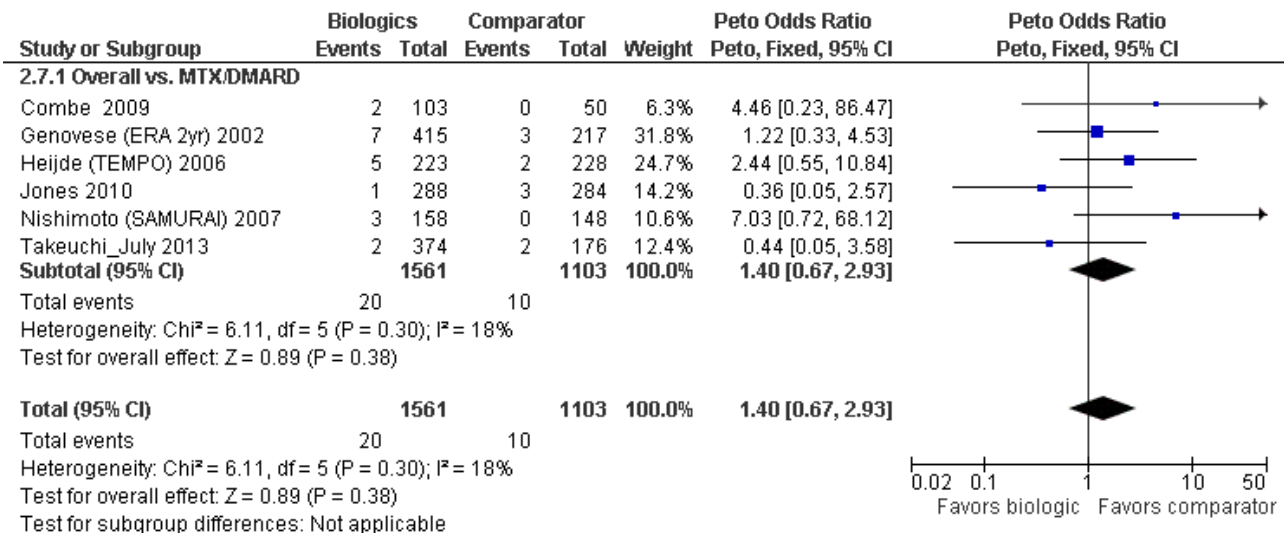 Biologics Comparator Peto Odds Ratio Peto Odds Ratio
Study or Subgroup Events Total Events Total Weight Peto, Fixed, 95% CI Peto, Fixed, 95% CI
2.7.1 Overall vs. MTX/DMARD
Combe 2009 2 103 0 50 6.3% 4.46 [0.23, 86.47]
Genovese (ERA 2yr) 2002 7 415 3 217 31.8% 1.22 [0.33, 4.53]
Heijde (TEMPO) 2006 5 223 2 228 24.7% 2.44 [0.55, 10.84]
Jones 2010 1 288 3 284 14.2% 0.36 [0.05, 2.57]
Nishimoto (SAMURAI) 2007 3 158 0 148 10.6% 7.03 [0.72, 68.12]
Takeuchi_July 2013 2 374 2 176 12.4% 0.44 [0.05, 3.58]
Subtotal (95% CI) 1561 1103 100.0% 1.40 [0.67, 2.93]
Total events 20 10
Heterogeneity: Chi² = 6.11, df = 5 (P = 0.30); I² = 18%
Test for overall effect: Z = 0.89 (P = 0.38)
Total (95% CI) 1561 1103 100.0% 1.40 [0.67, 2.93]
Total events 20 10
Heterogeneity: Chi² = 6.11, df = 5 (P = 0.30); I² = 18%
Test for overall effect: Z = 0.89 (P = 0.38)
Test for subgroup differences: Not applicable
0.02 0.1 1 10 50
Favors biologic Favors comparator